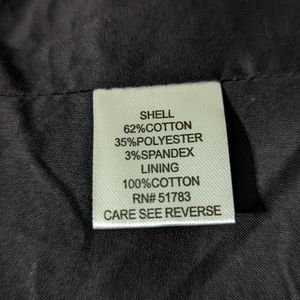 SHELL
62%COTTON
35%POLYESTER
3%SPANDEX
LINING
100%COTTON
RN# 51783
CARE SEE REVERSE